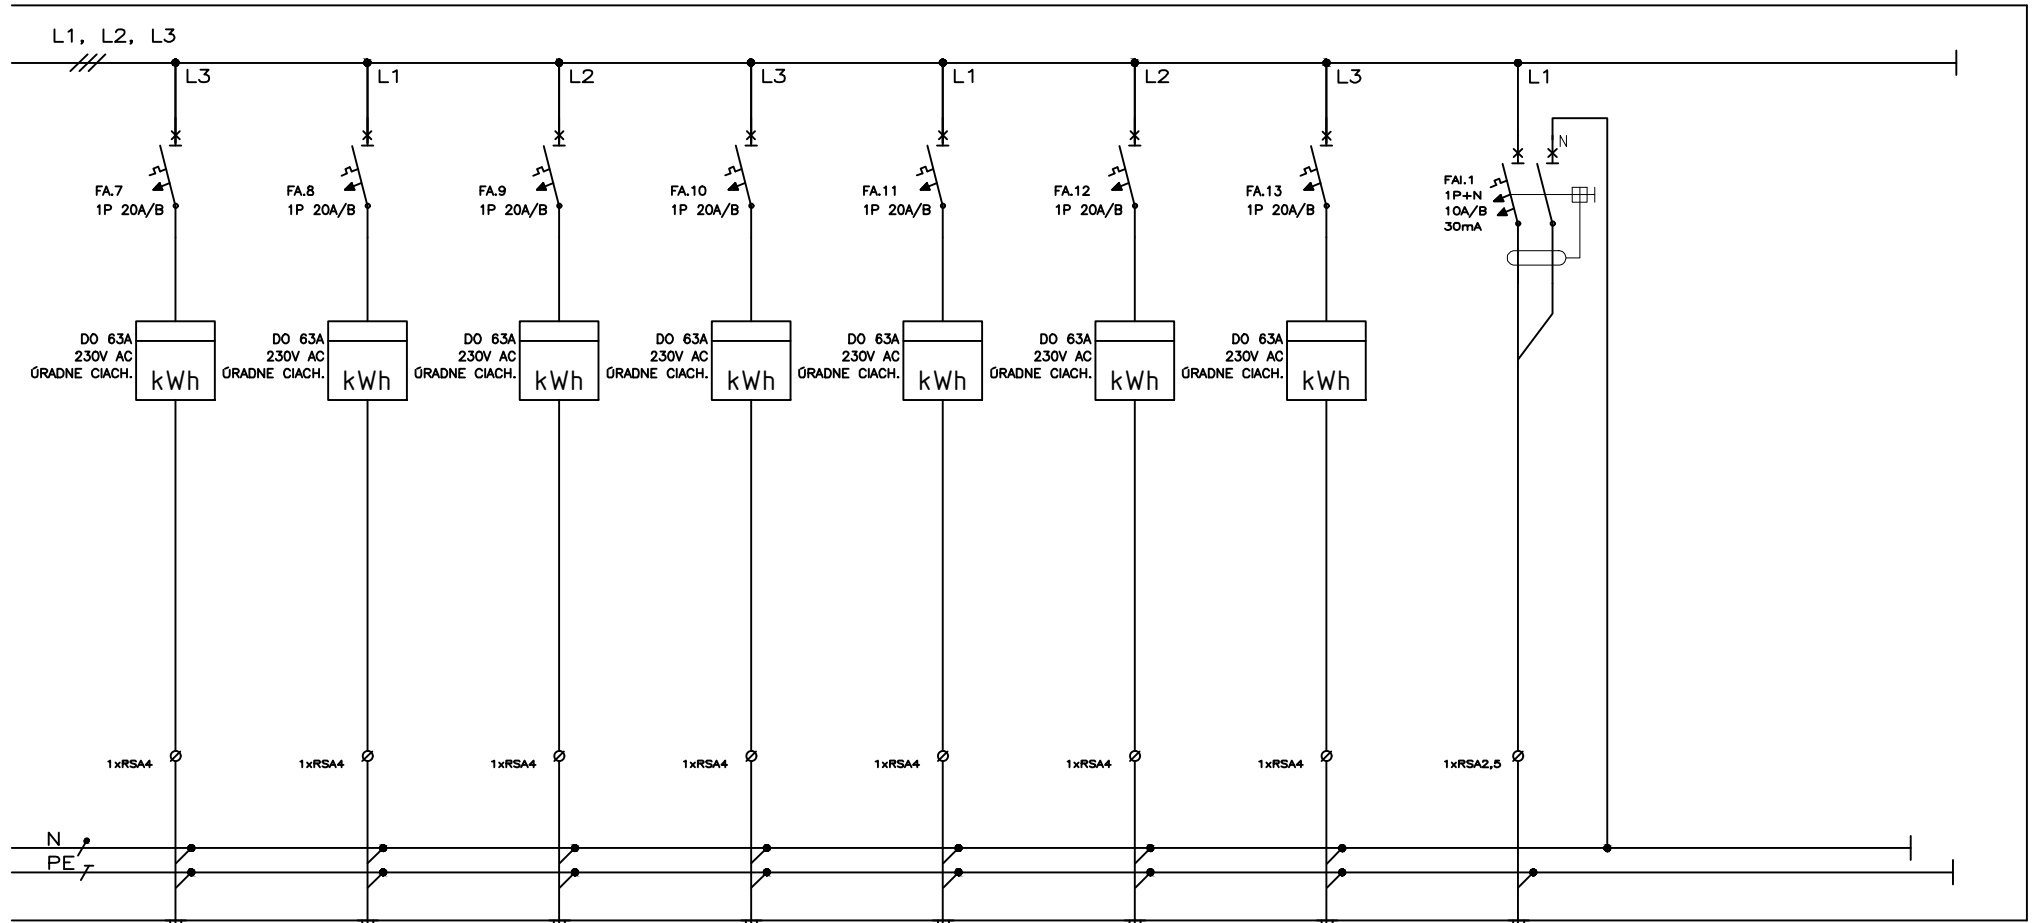 L1, L2, L3
L3
L1
L2
L3
L1
L2
L3
L1
N
FA.7
1P 20A/B
FA.8
1P 20A/B
FA.9
1P 20A/B
FA.10
1P 20A/B
FA.11
1P 20A/B
FA.12
1P 20A/B
FA.13
1P 20A/B
FAI.1
1P+N
10A/B
30mA
DO 63A
230V AC
ÚRADNE CIACH.
kWh
DO 63A
230V AC
ÚRADNE CIACH.
kWh
DO 63A
230V AC
ÚRADNE CIACH.
kWh
DO 63A
230V AC
ÚRADNE CIACH.
kWh
DO 63A
230V AC
ÚRADNE CIACH.
kWh
DO 63A
230V AC
ÚRADNE CIACH.
kWh
DO 63A
230V AC
ÚRADNE CIACH.
kWh
1xRSA4
1xRSA4
1xRSA4
1xRSA4
1xRSA4
1xRSA4
1xRSA4
1xRSA2,5
N
PE